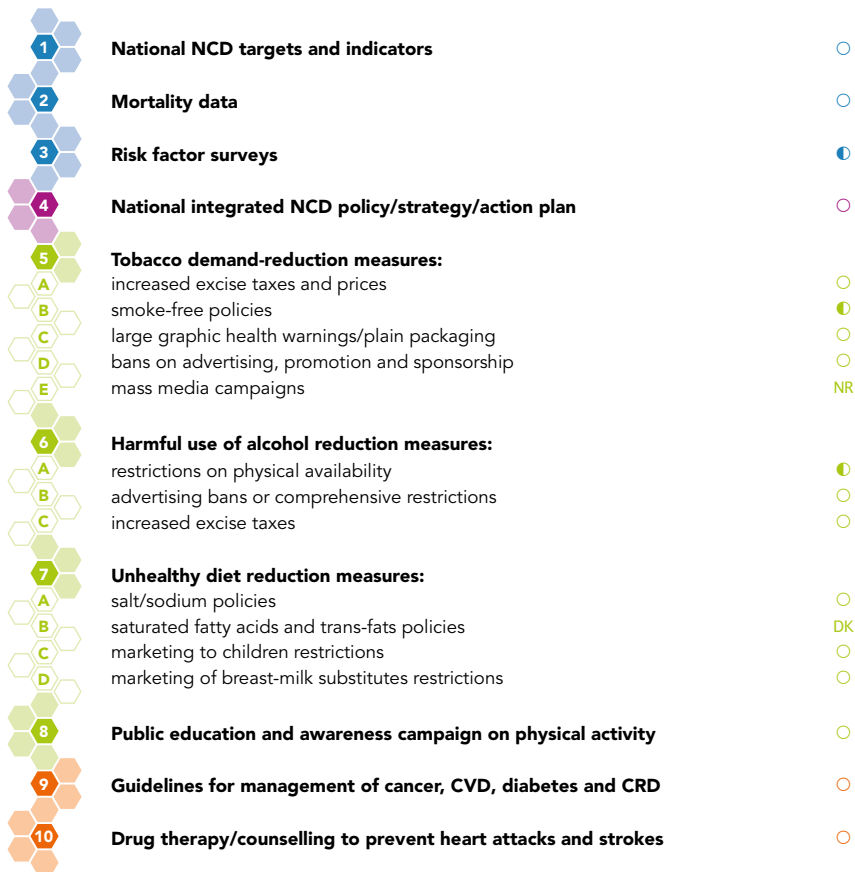 1 National NCD targets and indicators ○
2 Mortality data ○
3 Risk factor surveys ◐
4 National integrated NCD policy/strategy/action plan ○
5 Tobacco demand-reduction measures:
A increased excise taxes and prices ○
B smoke-free policies ◐
C large graphic health warnings/plain packaging ○
D bans on advertising, promotion and sponsorship ○
E mass media campaigns NR
6 Harmful use of alcohol reduction measures:
A restrictions on physical availability ◐
B advertising bans or comprehensive restrictions ○
C increased excise taxes ○
7 Unhealthy diet reduction measures:
A salt/sodium policies ○
B saturated fatty acids and trans-fats policies DK
C marketing to children restrictions ○
D marketing of breast-milk substitutes restrictions ○
8 Public education and awareness campaign on physical activity ○
9 Guidelines for management of cancer, CVD, diabetes and CRD ○
10 Drug therapy/counselling to prevent heart attacks and strokes ○